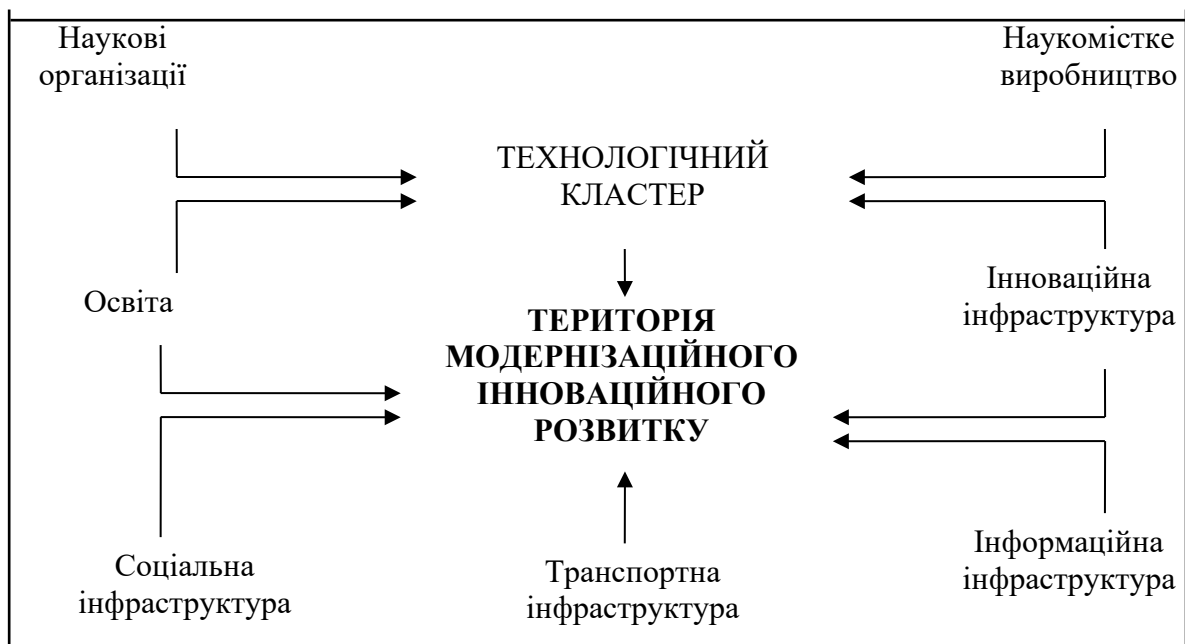 Наукові
організації
Наукомістке
виробництво
ТЕХНОЛОГІЧНИЙ
КЛАСТЕР
Освіта
Інноваційна
інфраструктура
ТЕРИТОРІЯ
МОДЕРНІЗАЦІЙНОГО
ІННОВАЦІЙНОГО
РОЗВИТКУ
Соціальна
інфраструктура
Транспортна
інфраструктура
Інформаційна
інфраструктура